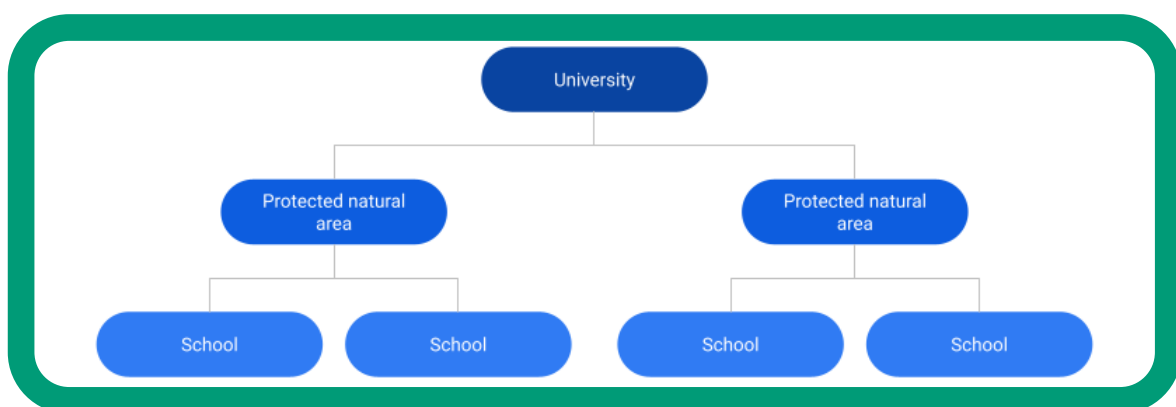 University
Protected natural
area
Protected natural
area
School
School
School
School